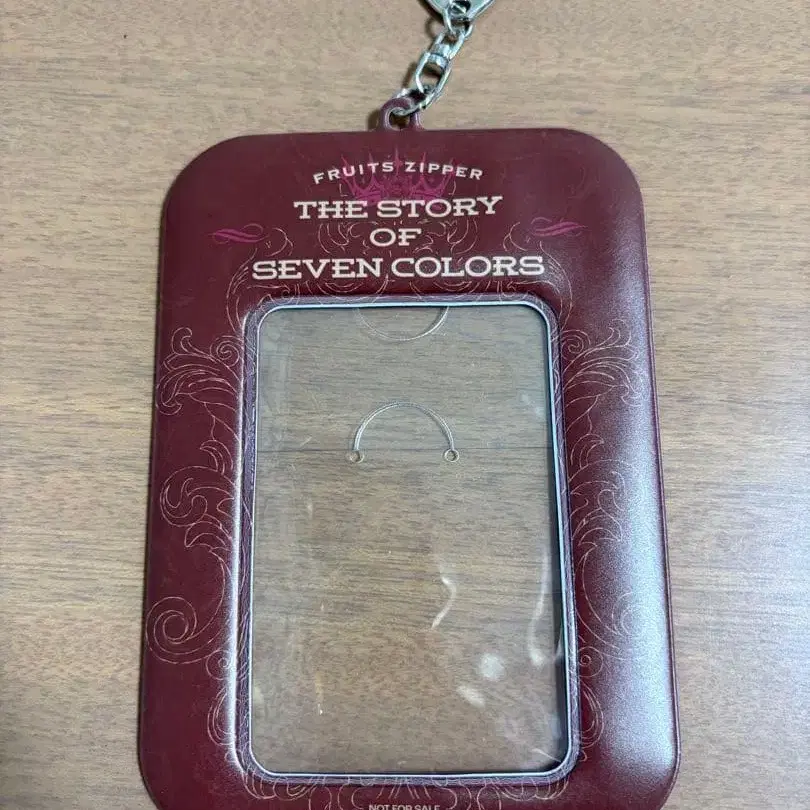 FRUITS ZIPPER
THE STORY
OF
SEVEN COLORS
NOT FOR SALE